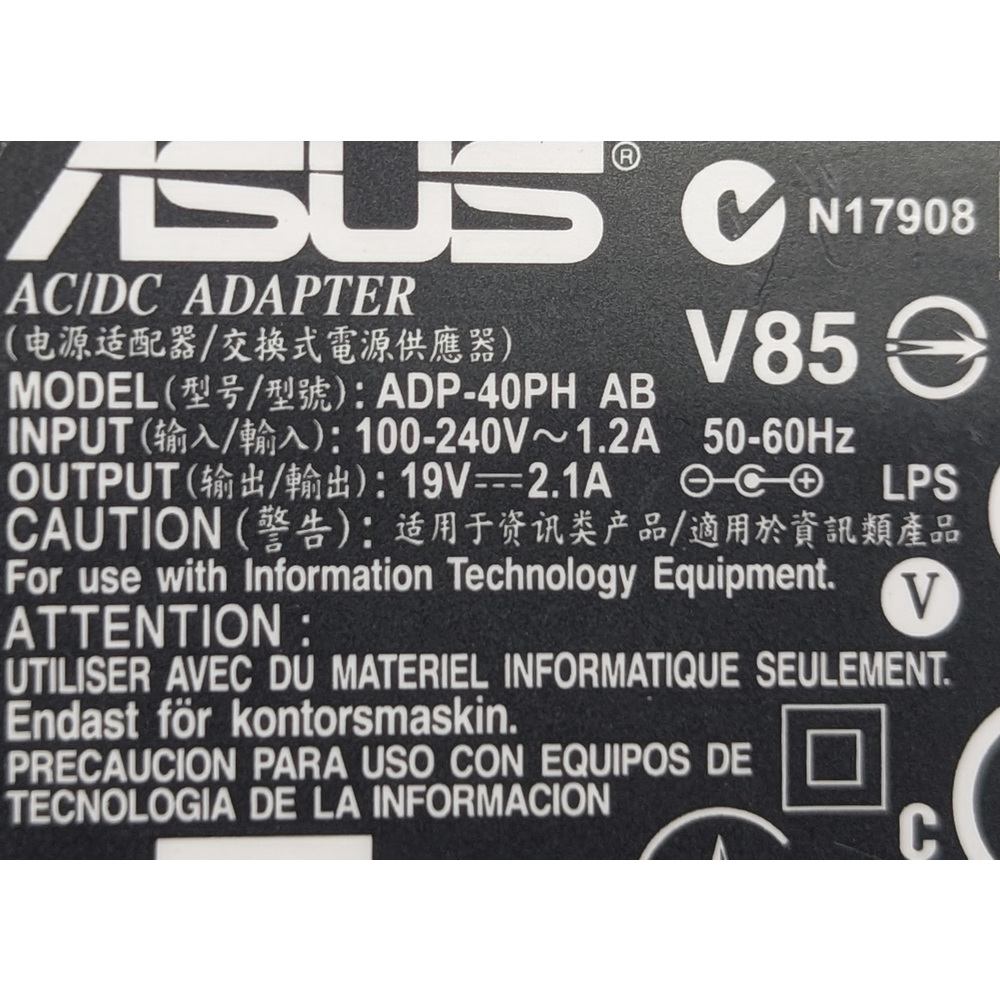 ASUS®
N17908
AC/DC ADAPTER
(电源适配器/交換式電源供應器)
V85
MODEL(型号/型號): ADP-40PH AB
INPUT(输入/輸入): 100-240V～1.2A 50-60Hz
OUTPUT(输出/輸出): 19V⎓2.1A LPS
CAUTION(警告): 适用于资讯类产品/適用於資訊類產品
For use with Information Technology Equipment.
V
ATTENTION :
UTILISER AVEC DU MATERIEL INFORMATIQUE SEULEMENT.
Endast för kontorsmaskin.
PRECAUCION PARA USO CON EQUIPOS DE
TECNOLOGIA DE LA INFORMACION
C